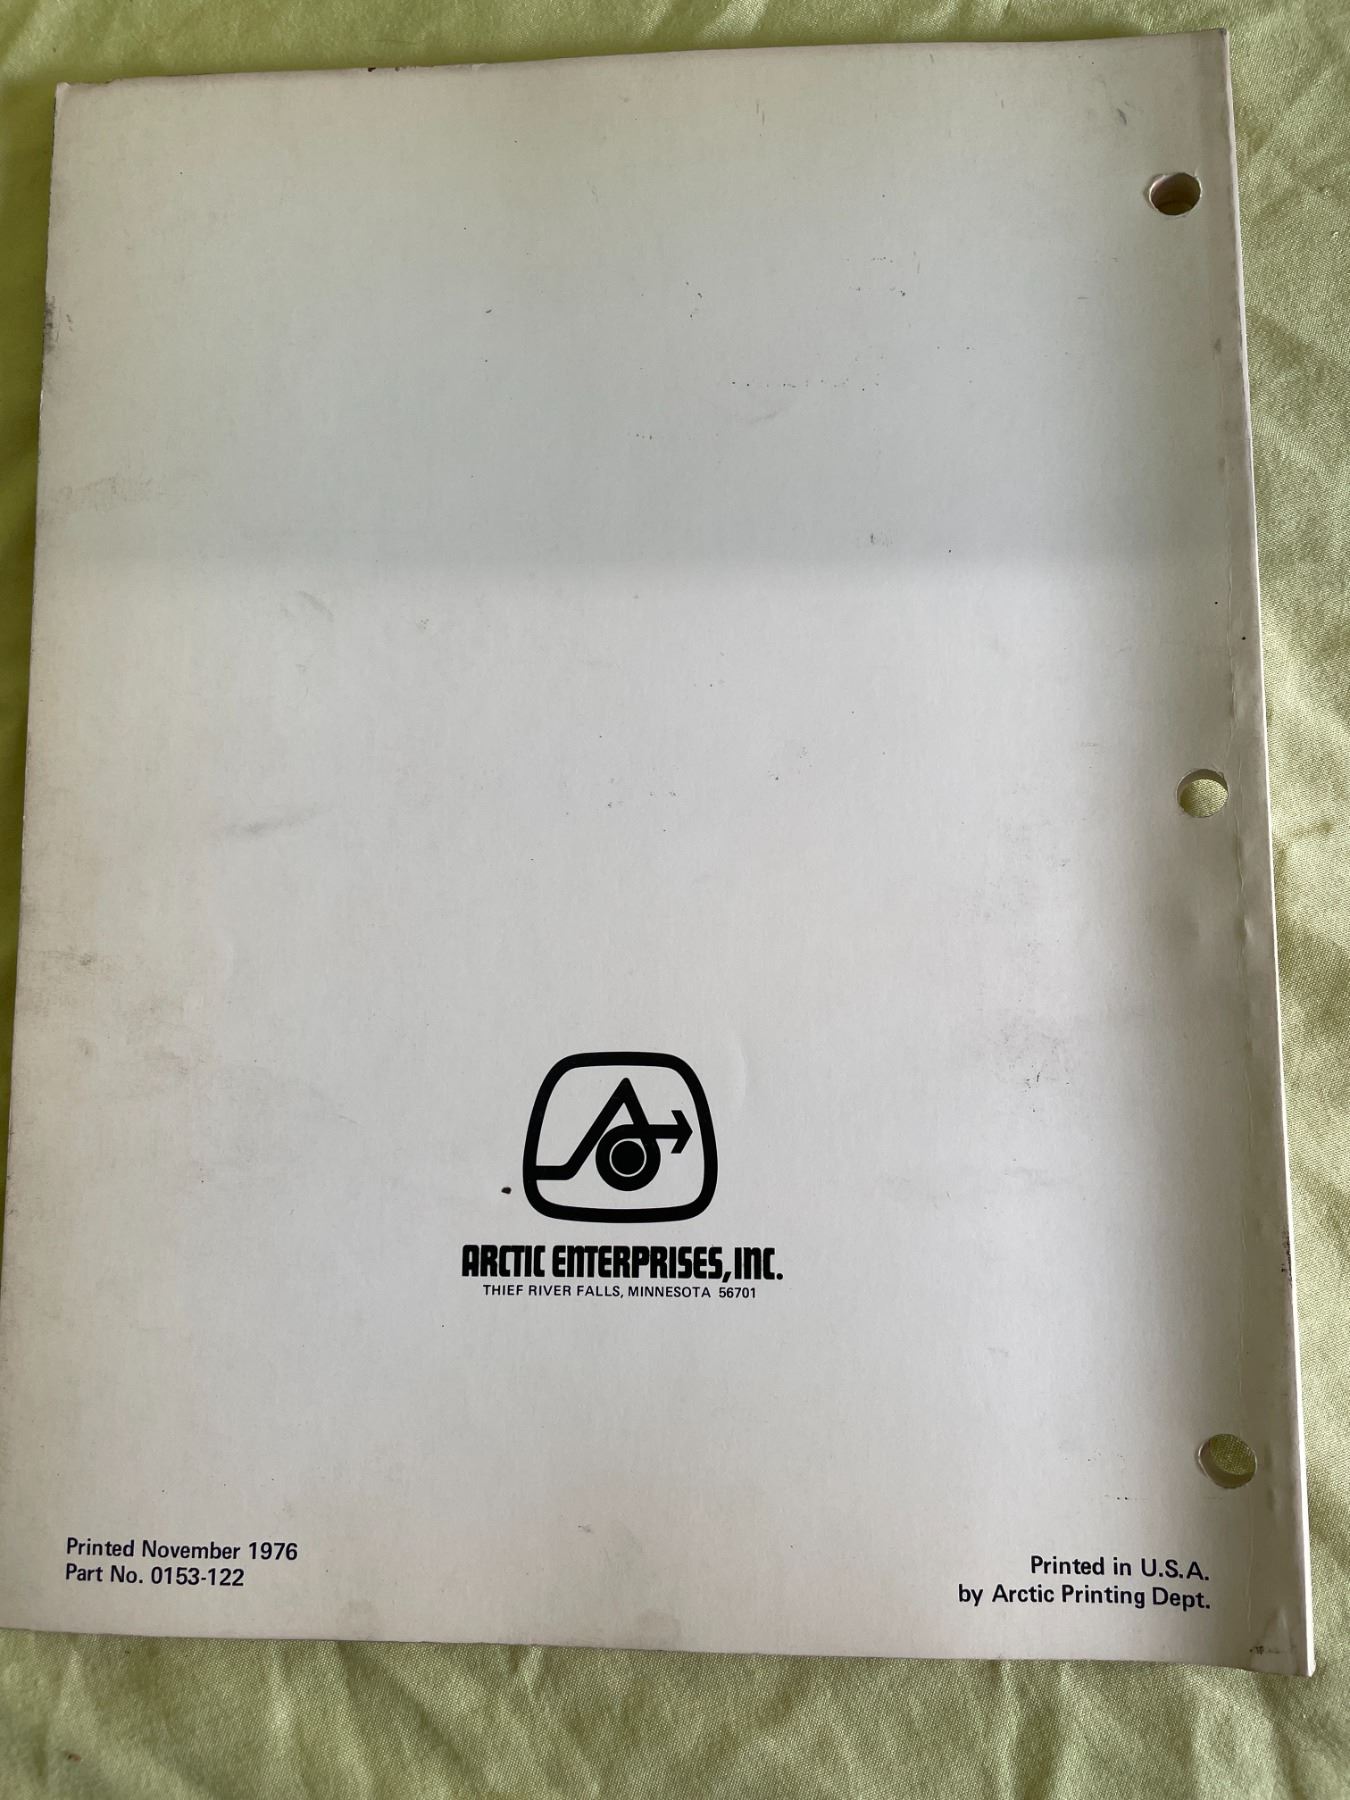 ARCTIC ENTERPRISES, INC.
THIEF RIVER FALLS, MINNESOTA 56701
Printed November 1976
Part No. 0153-122
Printed in U.S.A.
by Arctic Printing Dept.